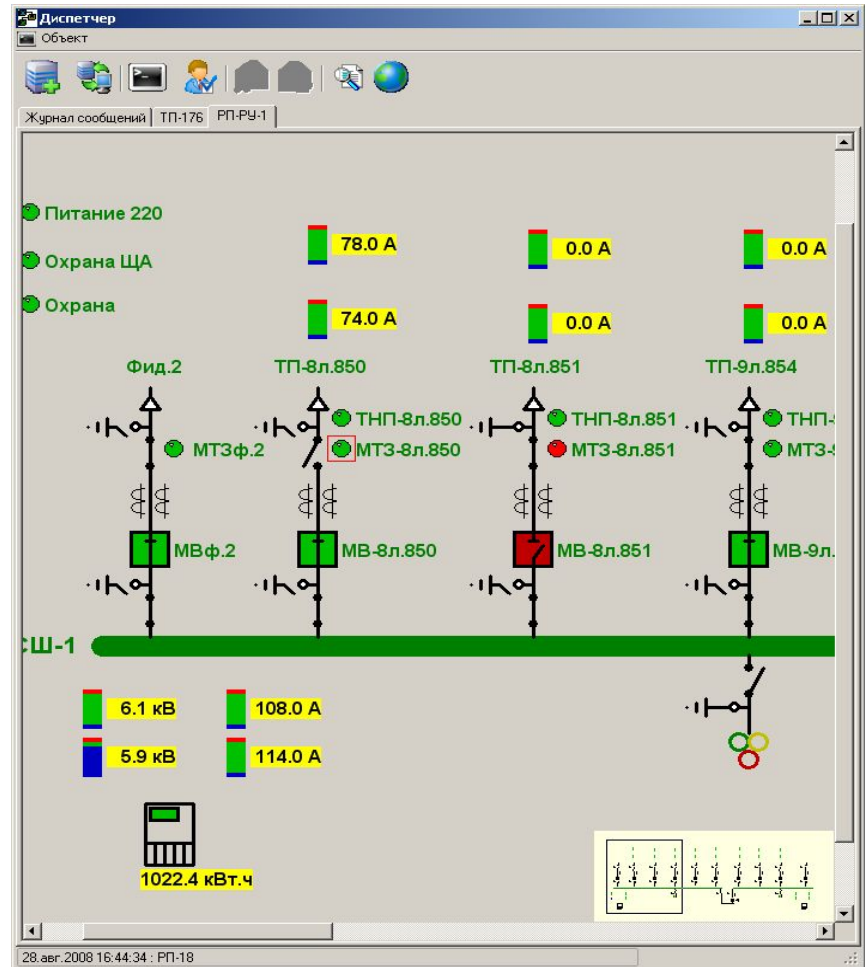 Диспетчер
Объект
Журнал сообщений ТП-176 РП-РУ-1
Питание 220
78.0 А 0.0 А 0.0 А
Охрана ЩА
Охрана
74.0 А 0.0 А 0.0 А
Фид.2 ТП-8л.850 ТП-8л.851 ТП-9л.854
ТНП-8л.850 ТНП-8л.851 ТНП-
МТЗф.2 МТЗ-8л.850 МТЗ-8л.851 МТЗ-
МВф.2 МВ-8л.850 МВ-8л.851 МВ-9л.
СШ-1
6.1 кВ 108.0 А
5.9 кВ 114.0 А
1022.4 кВт.ч
28.авг.2008 16:44:34 : РП-18